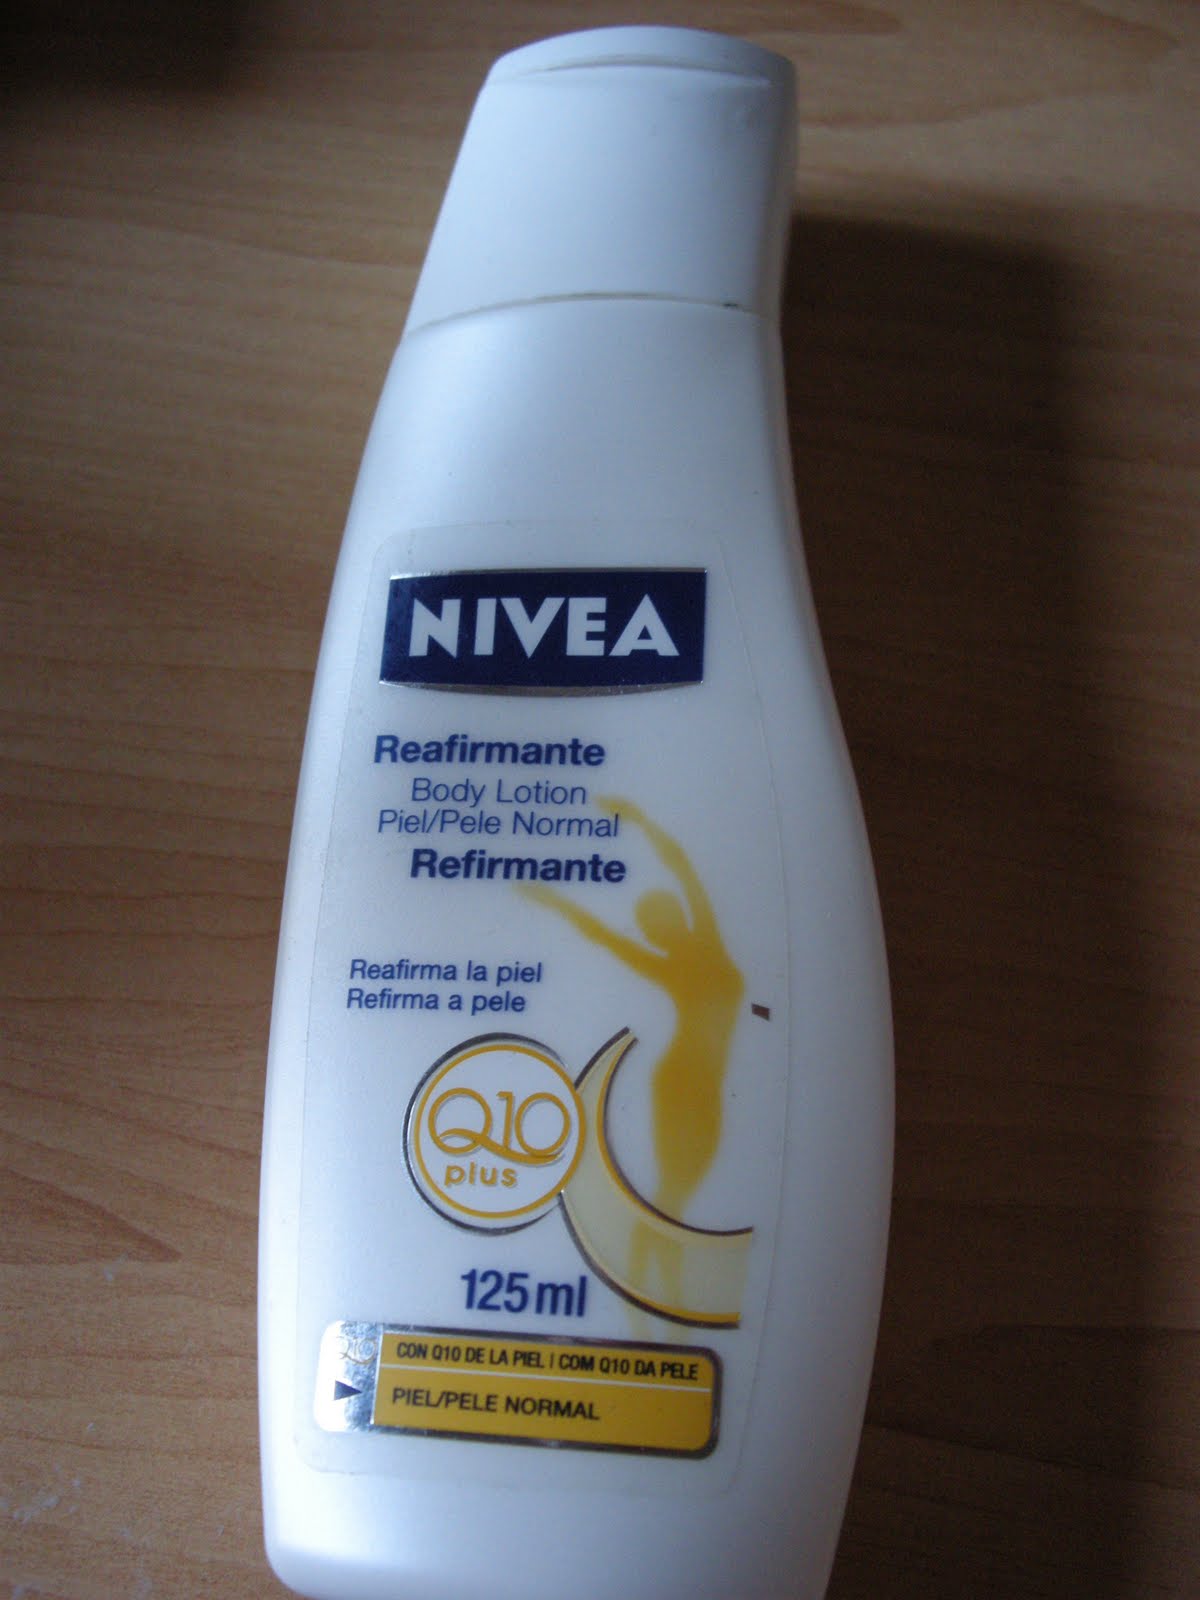 NIVEA
Reafirmante
Body Lotion
Piel/Pele Normal
Refirmante
Reafirma la piel
Refirma a pele
Q10
plus
125ml
Q10
CON Q10 DE LA PIEL | COM Q10 DA PELE
PIEL/PELE NORMAL